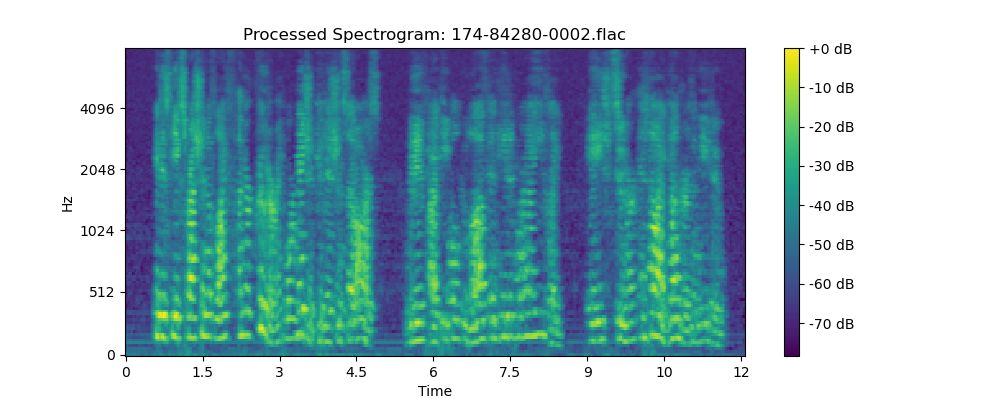 Processed Spectrogram: 174-84280-0002.flac
Hz
4096
2048
1024
512
0
0 1.5 3 4.5 6 7.5 9 10 12
Time
+0 dB
-10 dB
-20 dB
-30 dB
-40 dB
-50 dB
-60 dB
-70 dB